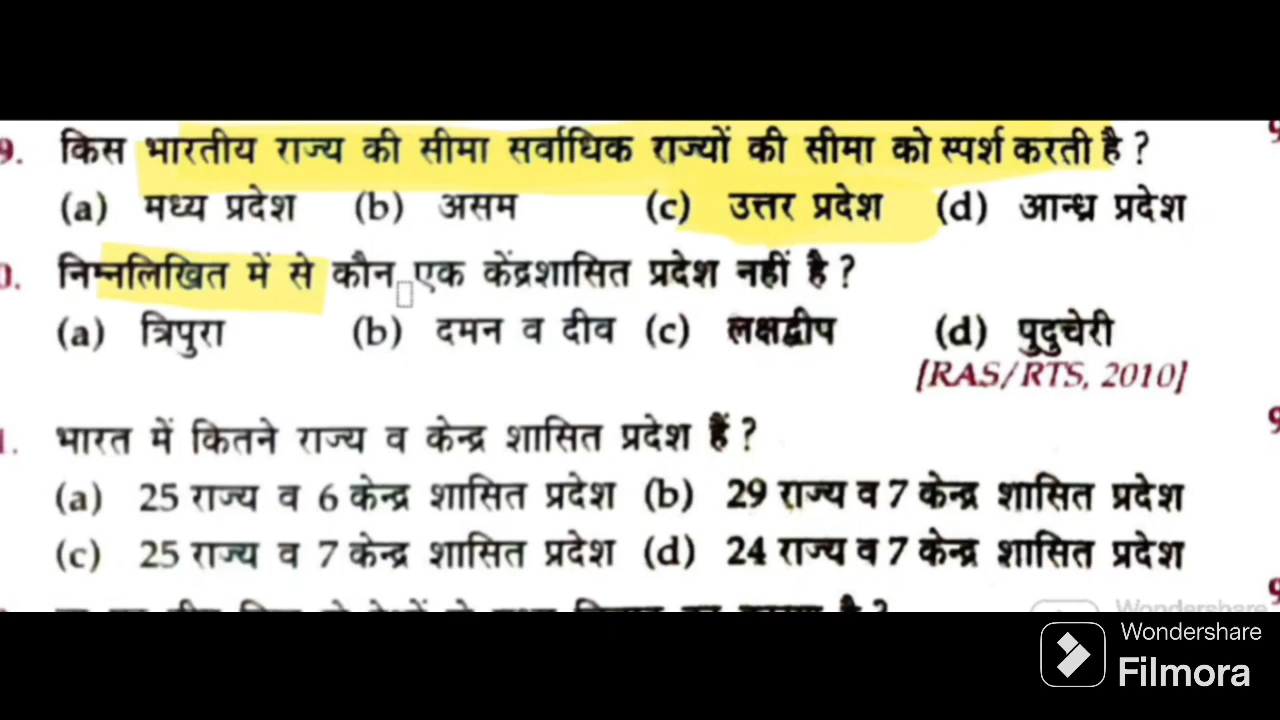 9. किस भारतीय राज्य की सीमा सर्वाधिक राज्यों की सीमा को स्पर्श करती है ?
(a) मध्य प्रदेश (b) असम (c) उत्तर प्रदेश (d) आन्ध्र प्रदेश
0. निम्नलिखित में से कौन एक केंद्रशासित प्रदेश नहीं है ?
(a) त्रिपुरा (b) दमन व दीव (c) लक्षद्वीप (d) पुदुचेरी
[RAS/RTS, 2010]
1. भारत में कितने राज्य व केन्द्र शासित प्रदेश हैं ?
(a) 25 राज्य व 6 केन्द्र शासित प्रदेश (b) 29 राज्य व 7 केन्द्र शासित प्रदेश
(c) 25 राज्य व 7 केन्द्र शासित प्रदेश (d) 24 राज्य व 7 केन्द्र शासित प्रदेश
Wondershare
Wondershare
Filmora